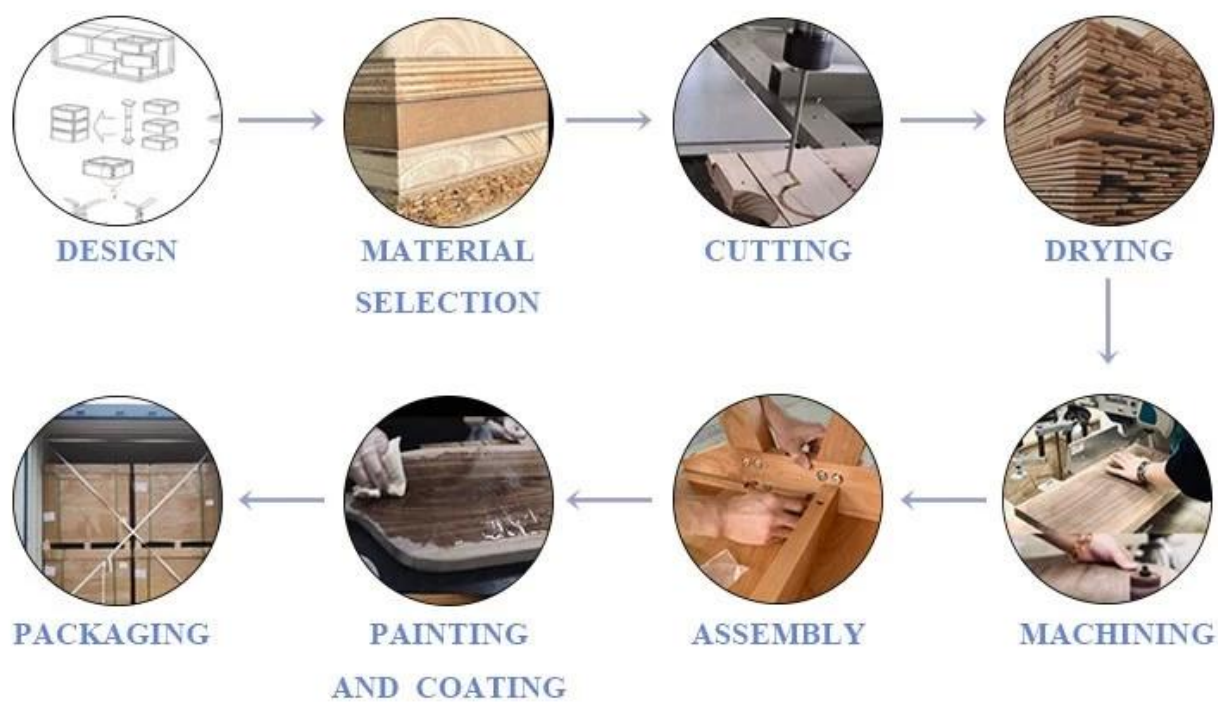 DESIGN
MATERIAL
SELECTION
CUTTING
DRYING
PACKAGING
PAINTING
AND COATING
ASSEMBLY
MACHINING